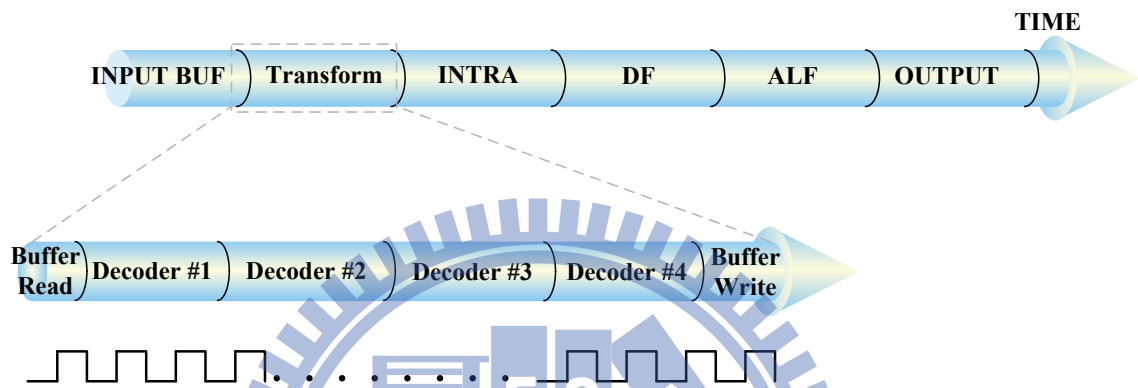 TIME
INPUT BUF Transform INTRA DF ALF OUTPUT
Buffer Read Decoder #1 Decoder #2 Decoder #3 Decoder #4 Buffer Write